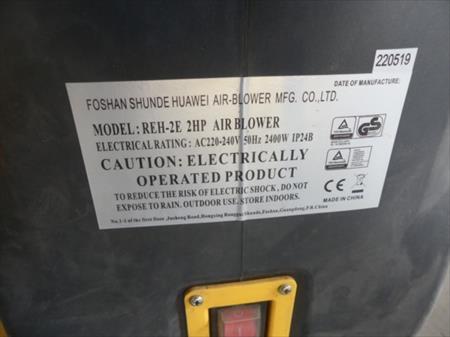 220519
DATE OF MANUFACTURE:
FOSHAN SHUNDE HUAWEI AIR-BLOWER MFG. CO.,LTD.
MODEL: REH-2E 2HP AIR BLOWER
ELECTRICAL RATING: AC220-240V 50Hz 2400W IP24B
CAUTION: ELECTRICALLY
OPERATED PRODUCT
TO REDUCE THE RISK OF ELECTRIC SHOCK, DO NOT
EXPOSE TO RAIN. OUTDOOR USE. STORE INDOORS.
CE
MADE IN CHINA